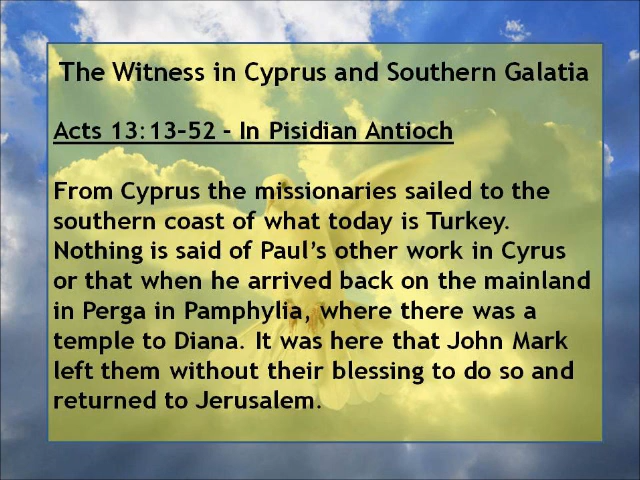 The Witness in Cyprus and Southern Galatia
Acts 13:13-52 - In Pisidian Antioch
From Cyprus the missionaries sailed to the
southern coast of what today is Turkey.
Nothing is said of Paul's other work in Cyrus
or that when he arrived back on the mainland
in Perga in Pamphylia, where there was a
temple to Diana. It was here that John Mark
left them without their blessing to do so and
returned to Jerusalem.